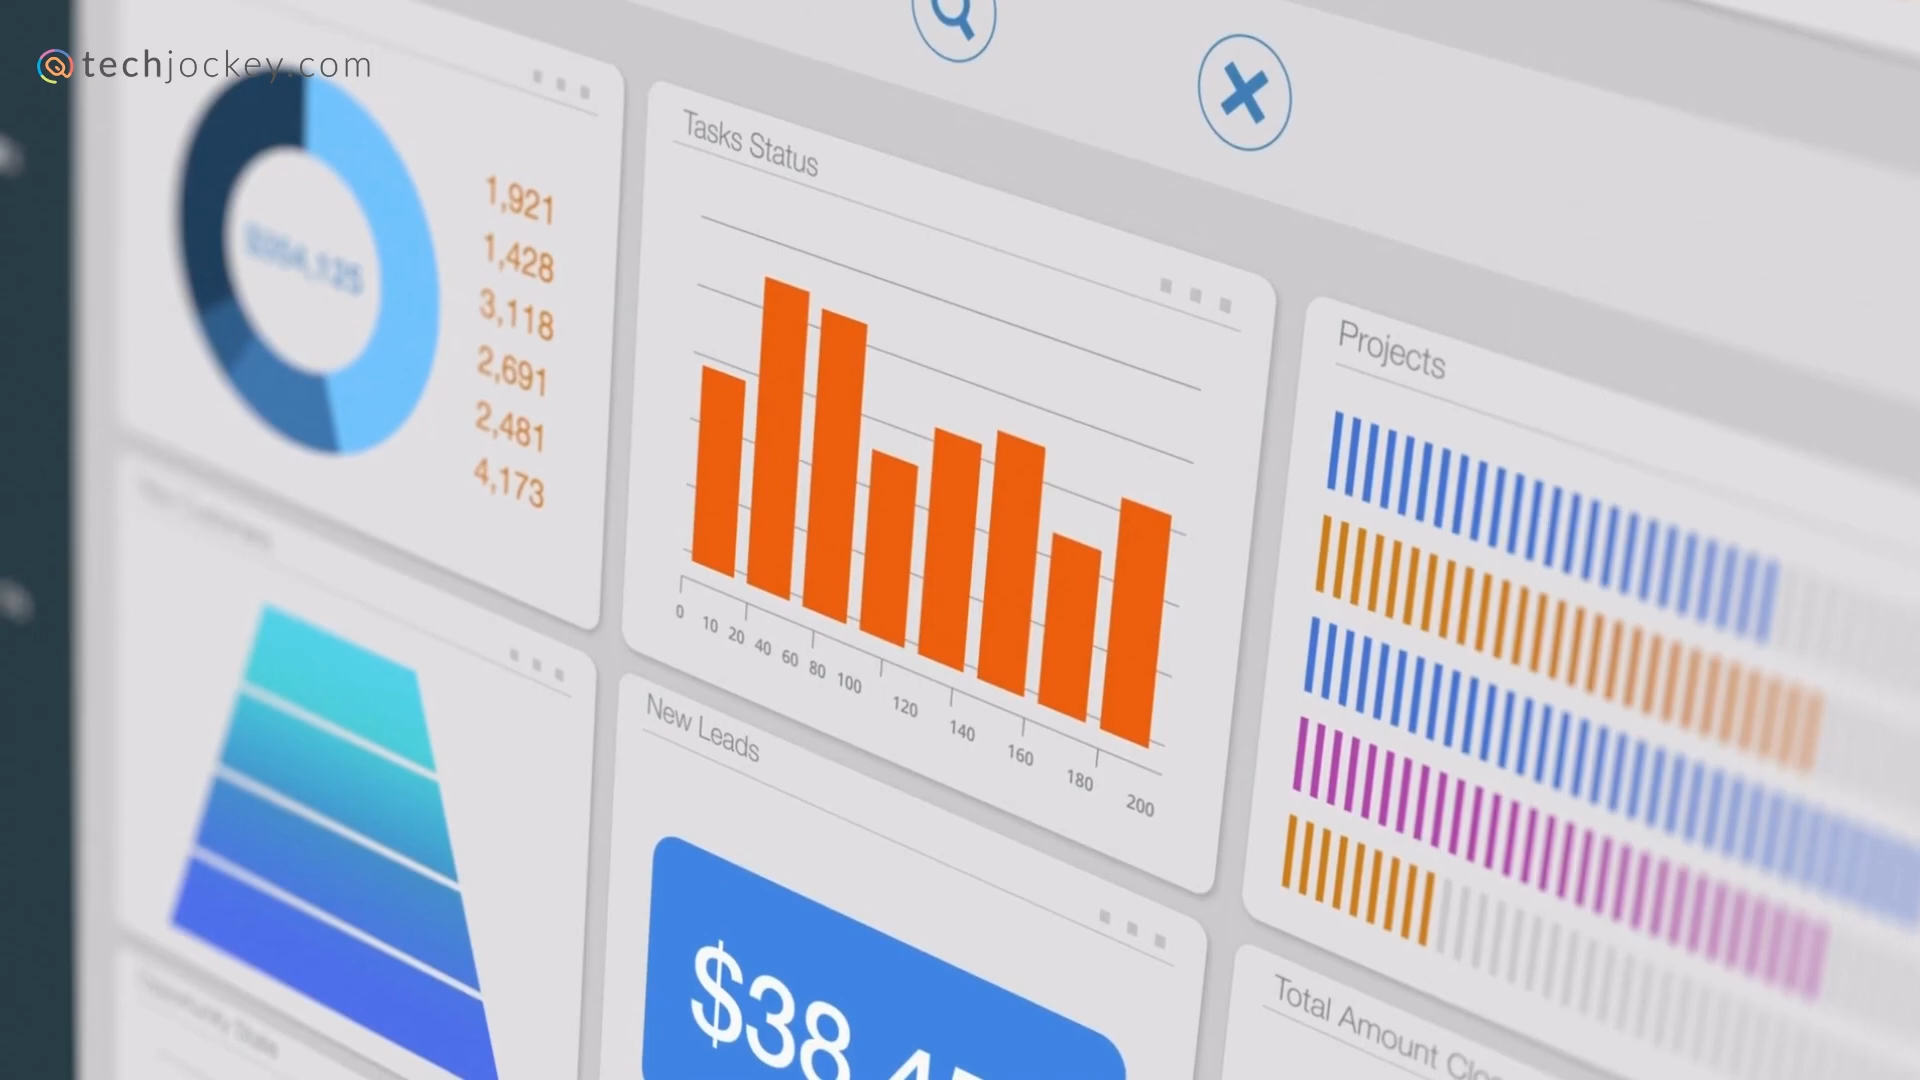 @techjockey.com
1,921
1,428
3,118
2,691
2,481
4,173
Tasks Status
0 10 20 40 60 80 100 120 140 160 180 200
Projects
New Leads
$38
Total Amount